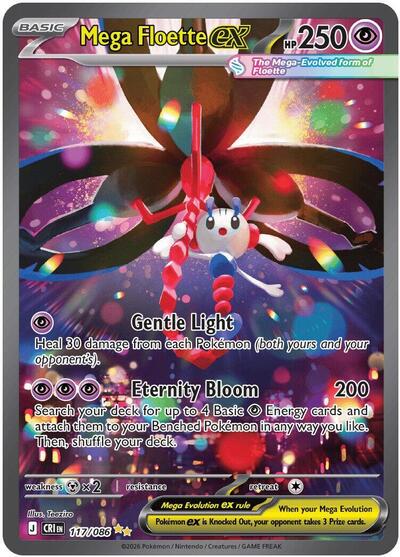 BASIC
Mega Floette ex HP 250
The Mega-Evolved form of
Floette
Gentle Light
Heal 30 damage from each Pokémon (both yours and your
opponent's).
Eternity Bloom 200
Search your deck for up to 4 Basic Energy cards and
attach them to your Benched Pokémon in any way you like.
Then, shuffle your deck.
weakness ×2 resistance retreat
Illus. Teeziro
Mega Evolution ex rule When your Mega Evolution
Pokémon ex is Knocked Out, your opponent takes 3 Prize cards.
J CRI EN 117/086
©2026 Pokémon / Nintendo / Creatures / GAME FREAK